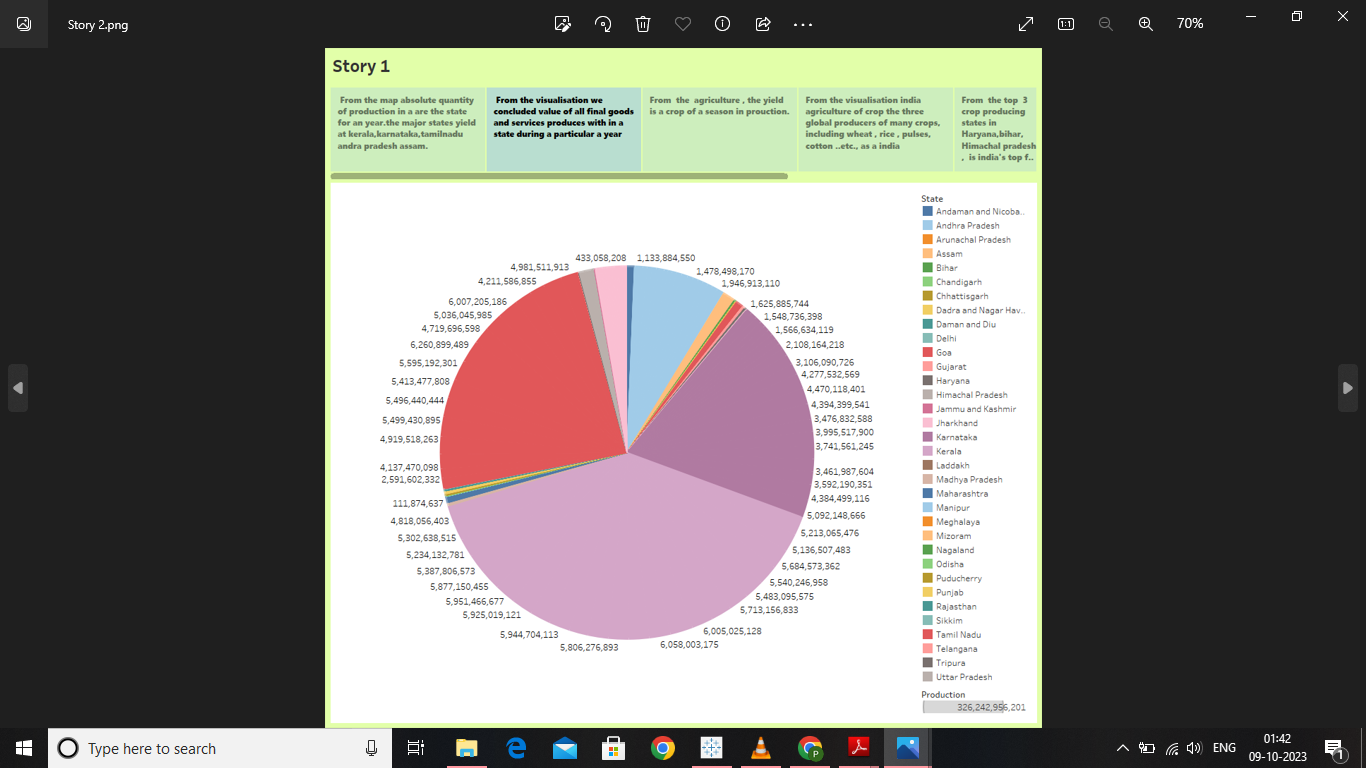 Story 2.png
70%
Story 1
From the map absolute quantity
of production in a are the state
for an year.the major states yield
at kerala,karnataka,tamilnadu
andra pradesh assam.
From the visualisation we
concluded value of all final goods
and services produces with in a
state during a particular a year
From the agriculture , the yield
is a crop of a season in prouction.
From the visualisation india
agriculture of crop the three
global producers of many crops,
including wheat , rice , pulses,
cotton ..etc., as a india
From the top 3
crop producing
states in
Haryana,bihar,
Himachal pradesh
, is india's top f..
433,058,208
1,133,884,550
4,981,511,913
1,478,498,170
4,211,586,855
1,946,913,110
6,007,205,186
1,625,885,744
5,036,045,985
1,548,736,398
4,719,696,598
1,566,634,119
6,260,899,489
2,108,164,218
5,595,192,301
3,106,090,726
4,277,532,569
5,413,477,808
4,470,118,401
5,496,440,444
4,394,399,541
5,499,430,895
3,476,832,588
3,995,517,900
4,919,518,263
3,741,561,245
4,137,470,098
3,461,987,604
2,591,602,332
3,592,190,351
4,384,499,116
111,874,637
5,092,148,666
4,818,056,403
5,213,065,476
5,302,638,515
5,136,507,483
5,234,132,781
5,684,573,362
5,387,806,573
5,540,246,958
5,877,150,455
5,483,095,575
5,951,466,677
5,713,156,833
5,925,019,121
5,944,704,113
6,005,025,128
5,806,276,893
6,058,003,175
State
Andaman and Nicoba..
Andhra Pradesh
Arunachal Pradesh
Assam
Bihar
Chandigarh
Chhattisgarh
Dadra and Nagar Hav..
Daman and Diu
Delhi
Goa
Gujarat
Haryana
Himachal Pradesh
Jammu and Kashmir
Jharkhand
Karnataka
Kerala
Laddakh
Madhya Pradesh
Maharashtra
Manipur
Meghalaya
Mizoram
Nagaland
Odisha
Puducherry
Punjab
Rajasthan
Sikkim
Tamil Nadu
Telangana
Tripura
Uttar Pradesh
Production
326,242,956,201
Type here to search
ENG
01:42
09-10-2023
1